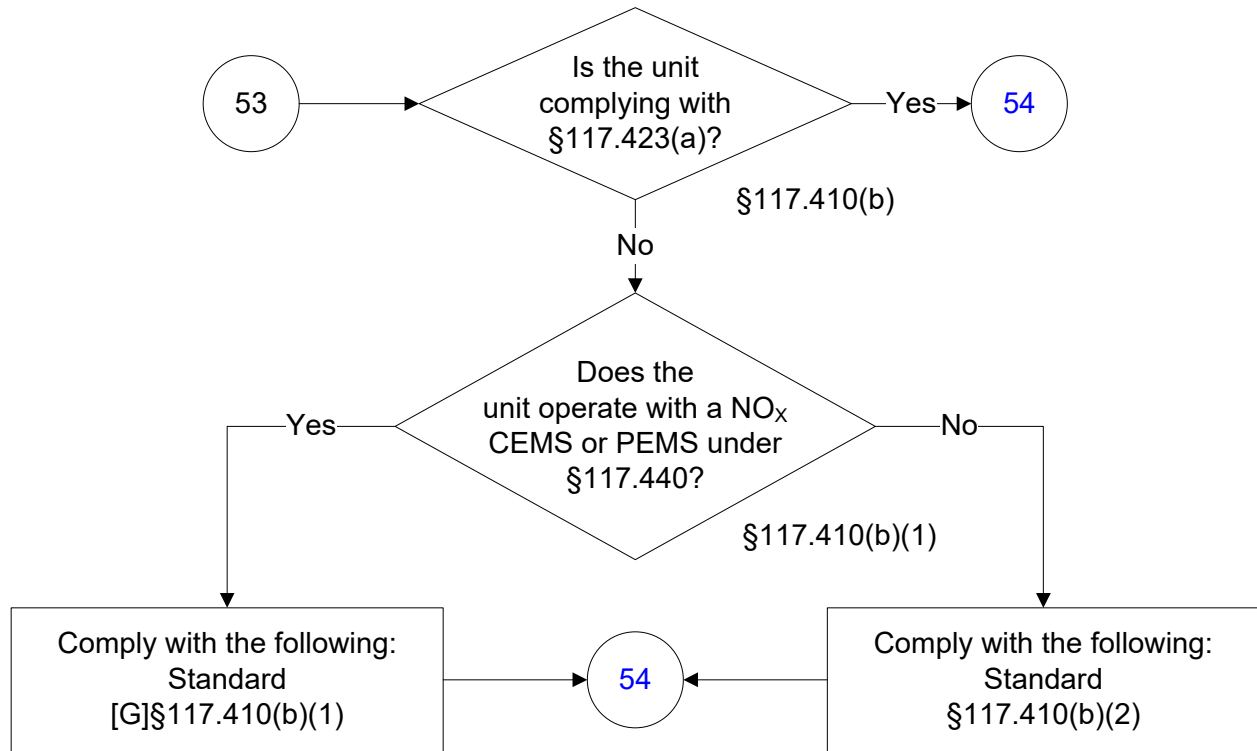 53
Is the unit
complying with
§117.423(a)?
Yes
54
§117.410(b)
No
Does the
unit operate with a NOX
CEMS or PEMS under
§117.440?
Yes
No
§117.410(b)(1)
Comply with the following:
Standard
[G]§117.410(b)(1)
54
Comply with the following:
Standard
§117.410(b)(2)